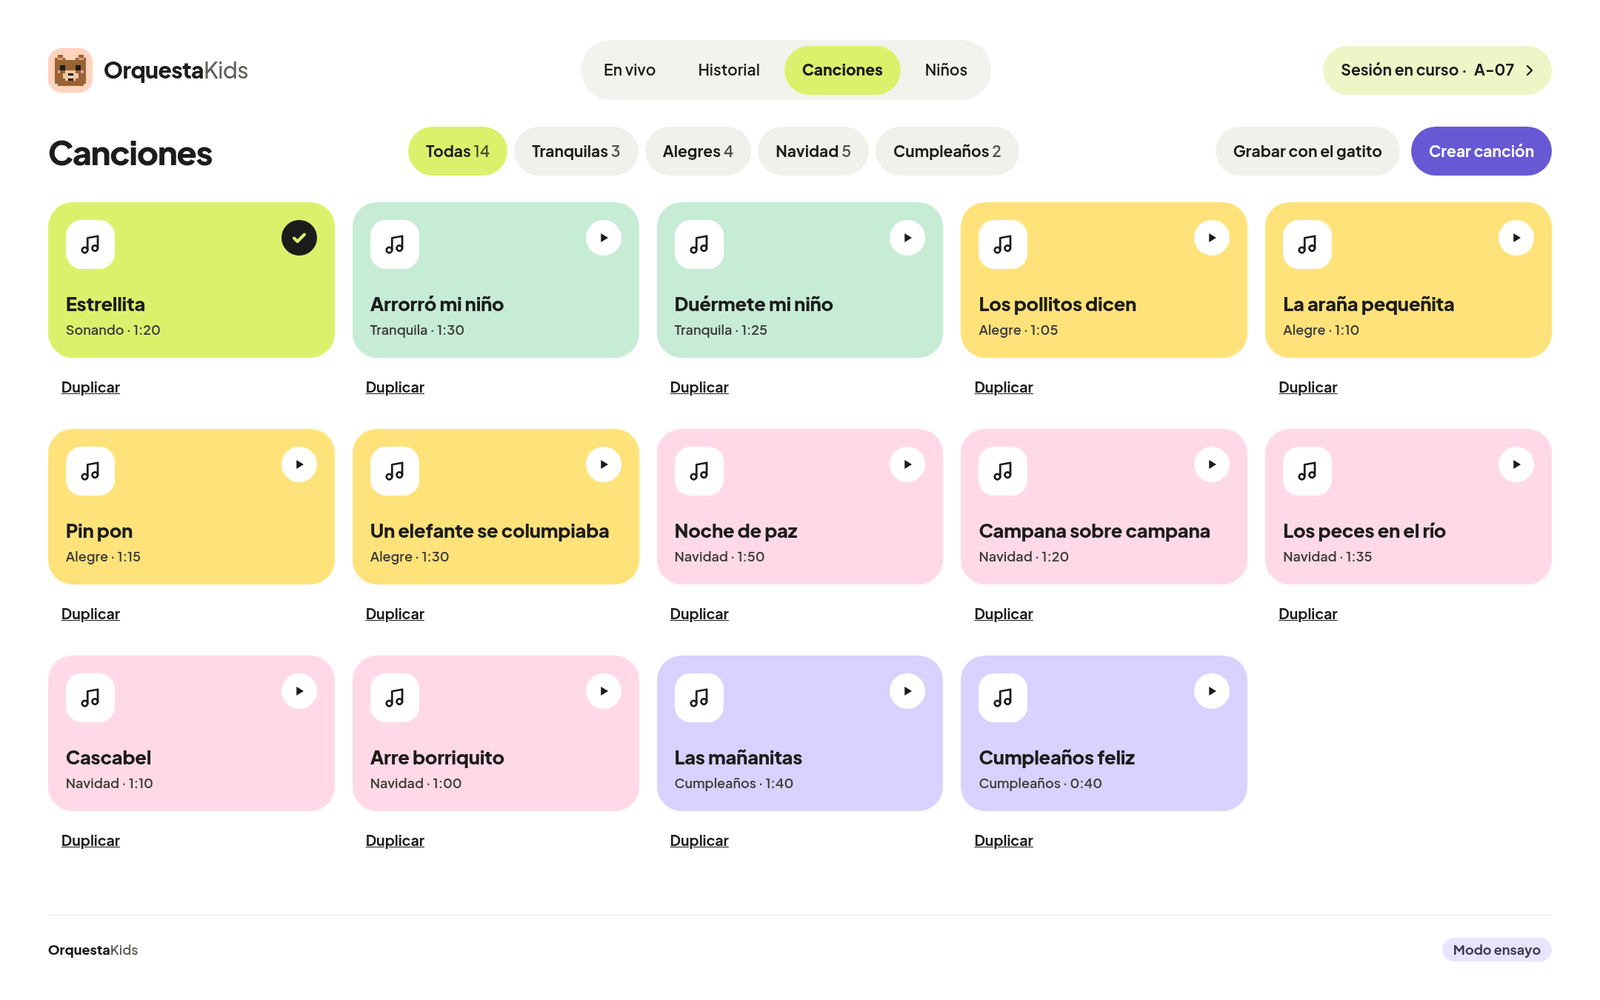 OrquestaKids
En vivo
Historial
Canciones
Niños
Sesión en curso · A-07
Canciones
Todas 14
Tranquilas 3
Alegres 4
Navidad 5
Cumpleaños 2
Grabar con el gatito
Crear canción
Estrellita
Sonando · 1:20
Duplicar
Arrorró mi niño
Tranquila · 1:30
Duplicar
Duérmete mi niño
Tranquila · 1:25
Duplicar
Los pollitos dicen
Alegre · 1:05
Duplicar
La araña pequeñita
Alegre · 1:10
Duplicar
Pin pon
Alegre · 1:15
Duplicar
Un elefante se columpiaba
Alegre · 1:30
Duplicar
Noche de paz
Navidad · 1:50
Duplicar
Campana sobre campana
Navidad · 1:20
Duplicar
Los peces en el río
Navidad · 1:35
Duplicar
Cascabel
Navidad · 1:10
Duplicar
Arre borriquito
Navidad · 1:00
Duplicar
Las mañanitas
Cumpleaños · 1:40
Duplicar
Cumpleaños feliz
Cumpleaños · 0:40
Duplicar
OrquestaKids
Modo ensayo